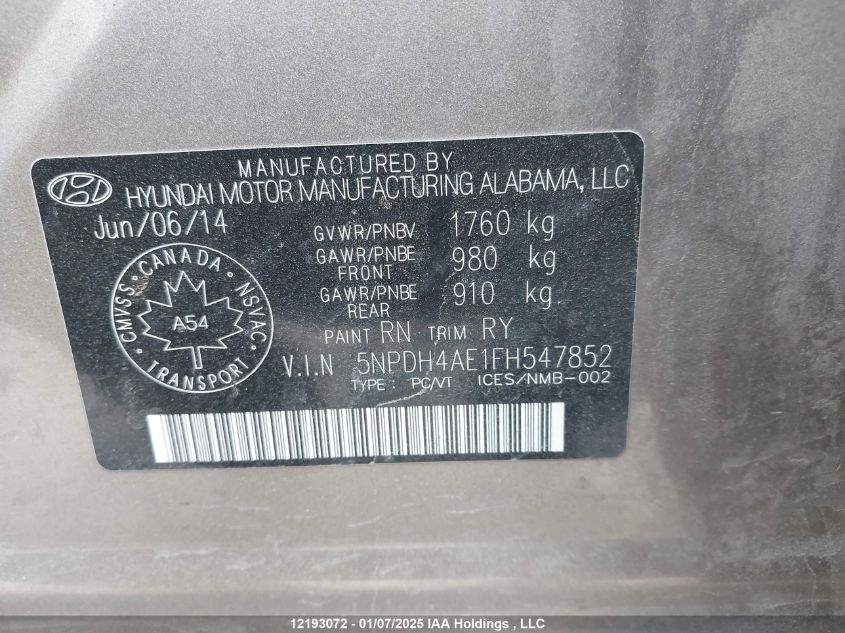 MANUFACTURED BY
HYUNDAI MOTOR MANUFACTURING ALABAMA, LLC
Jun/06/14
GVWR/PNBV 1760 kg
GAWR/PNBE FRONT 980 kg
GAWR/PNBE REAR 910 kg.
PAINT RN TRIM RY
V.I.N 5NPDH4AE1FH547852
TYPE : PC/VT ICES/NMB-002
CMVSS · CANADA · NSVAC
A54
· TRANSPORT ·
12193072 - 01/07/2025 IAA Holdings , LLC